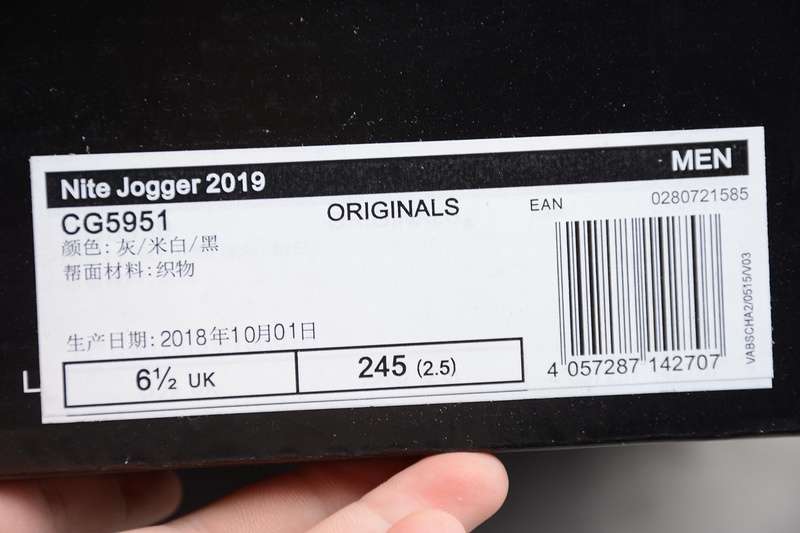 Nite Jogger 2019
MEN
CG5951
ORIGINALS
EAN
0280721585
颜色:灰/米白/黑
帮面材料:织物
生产日期:2018年10月01日
6½ UK
245 (2.5)
4 057287 142707
VABSCHA2/0515/V03